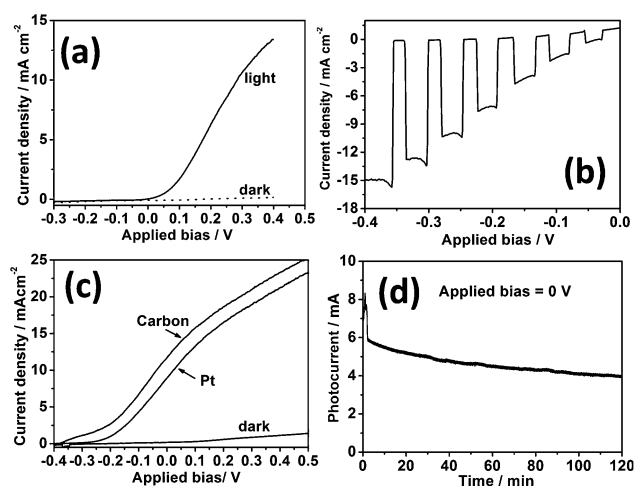 (a)
Current density / mA cm-2
15
10
5
0
light
dark
-0.3 -0.2 -0.1 0.0 0.1 0.2 0.3 0.4 0.5
Applied bias / V
(b)
Current density / mA cm-2
0
-3
-6
-9
-12
-15
-18
-0.4 -0.3 -0.2 -0.1 0.0
Applied bias / V
(c)
Current density / mAcm-2
25
20
15
10
5
0
Carbon
Pt
dark
-0.4 -0.3 -0.2 -0.1 0.0 0.1 0.2 0.3 0.4 0.5
Applied bias/ V
(d)
Applied bias = 0 V
Photocurrent / mA
10
8
6
4
2
0
0 20 40 60 80 100 120
Time / min